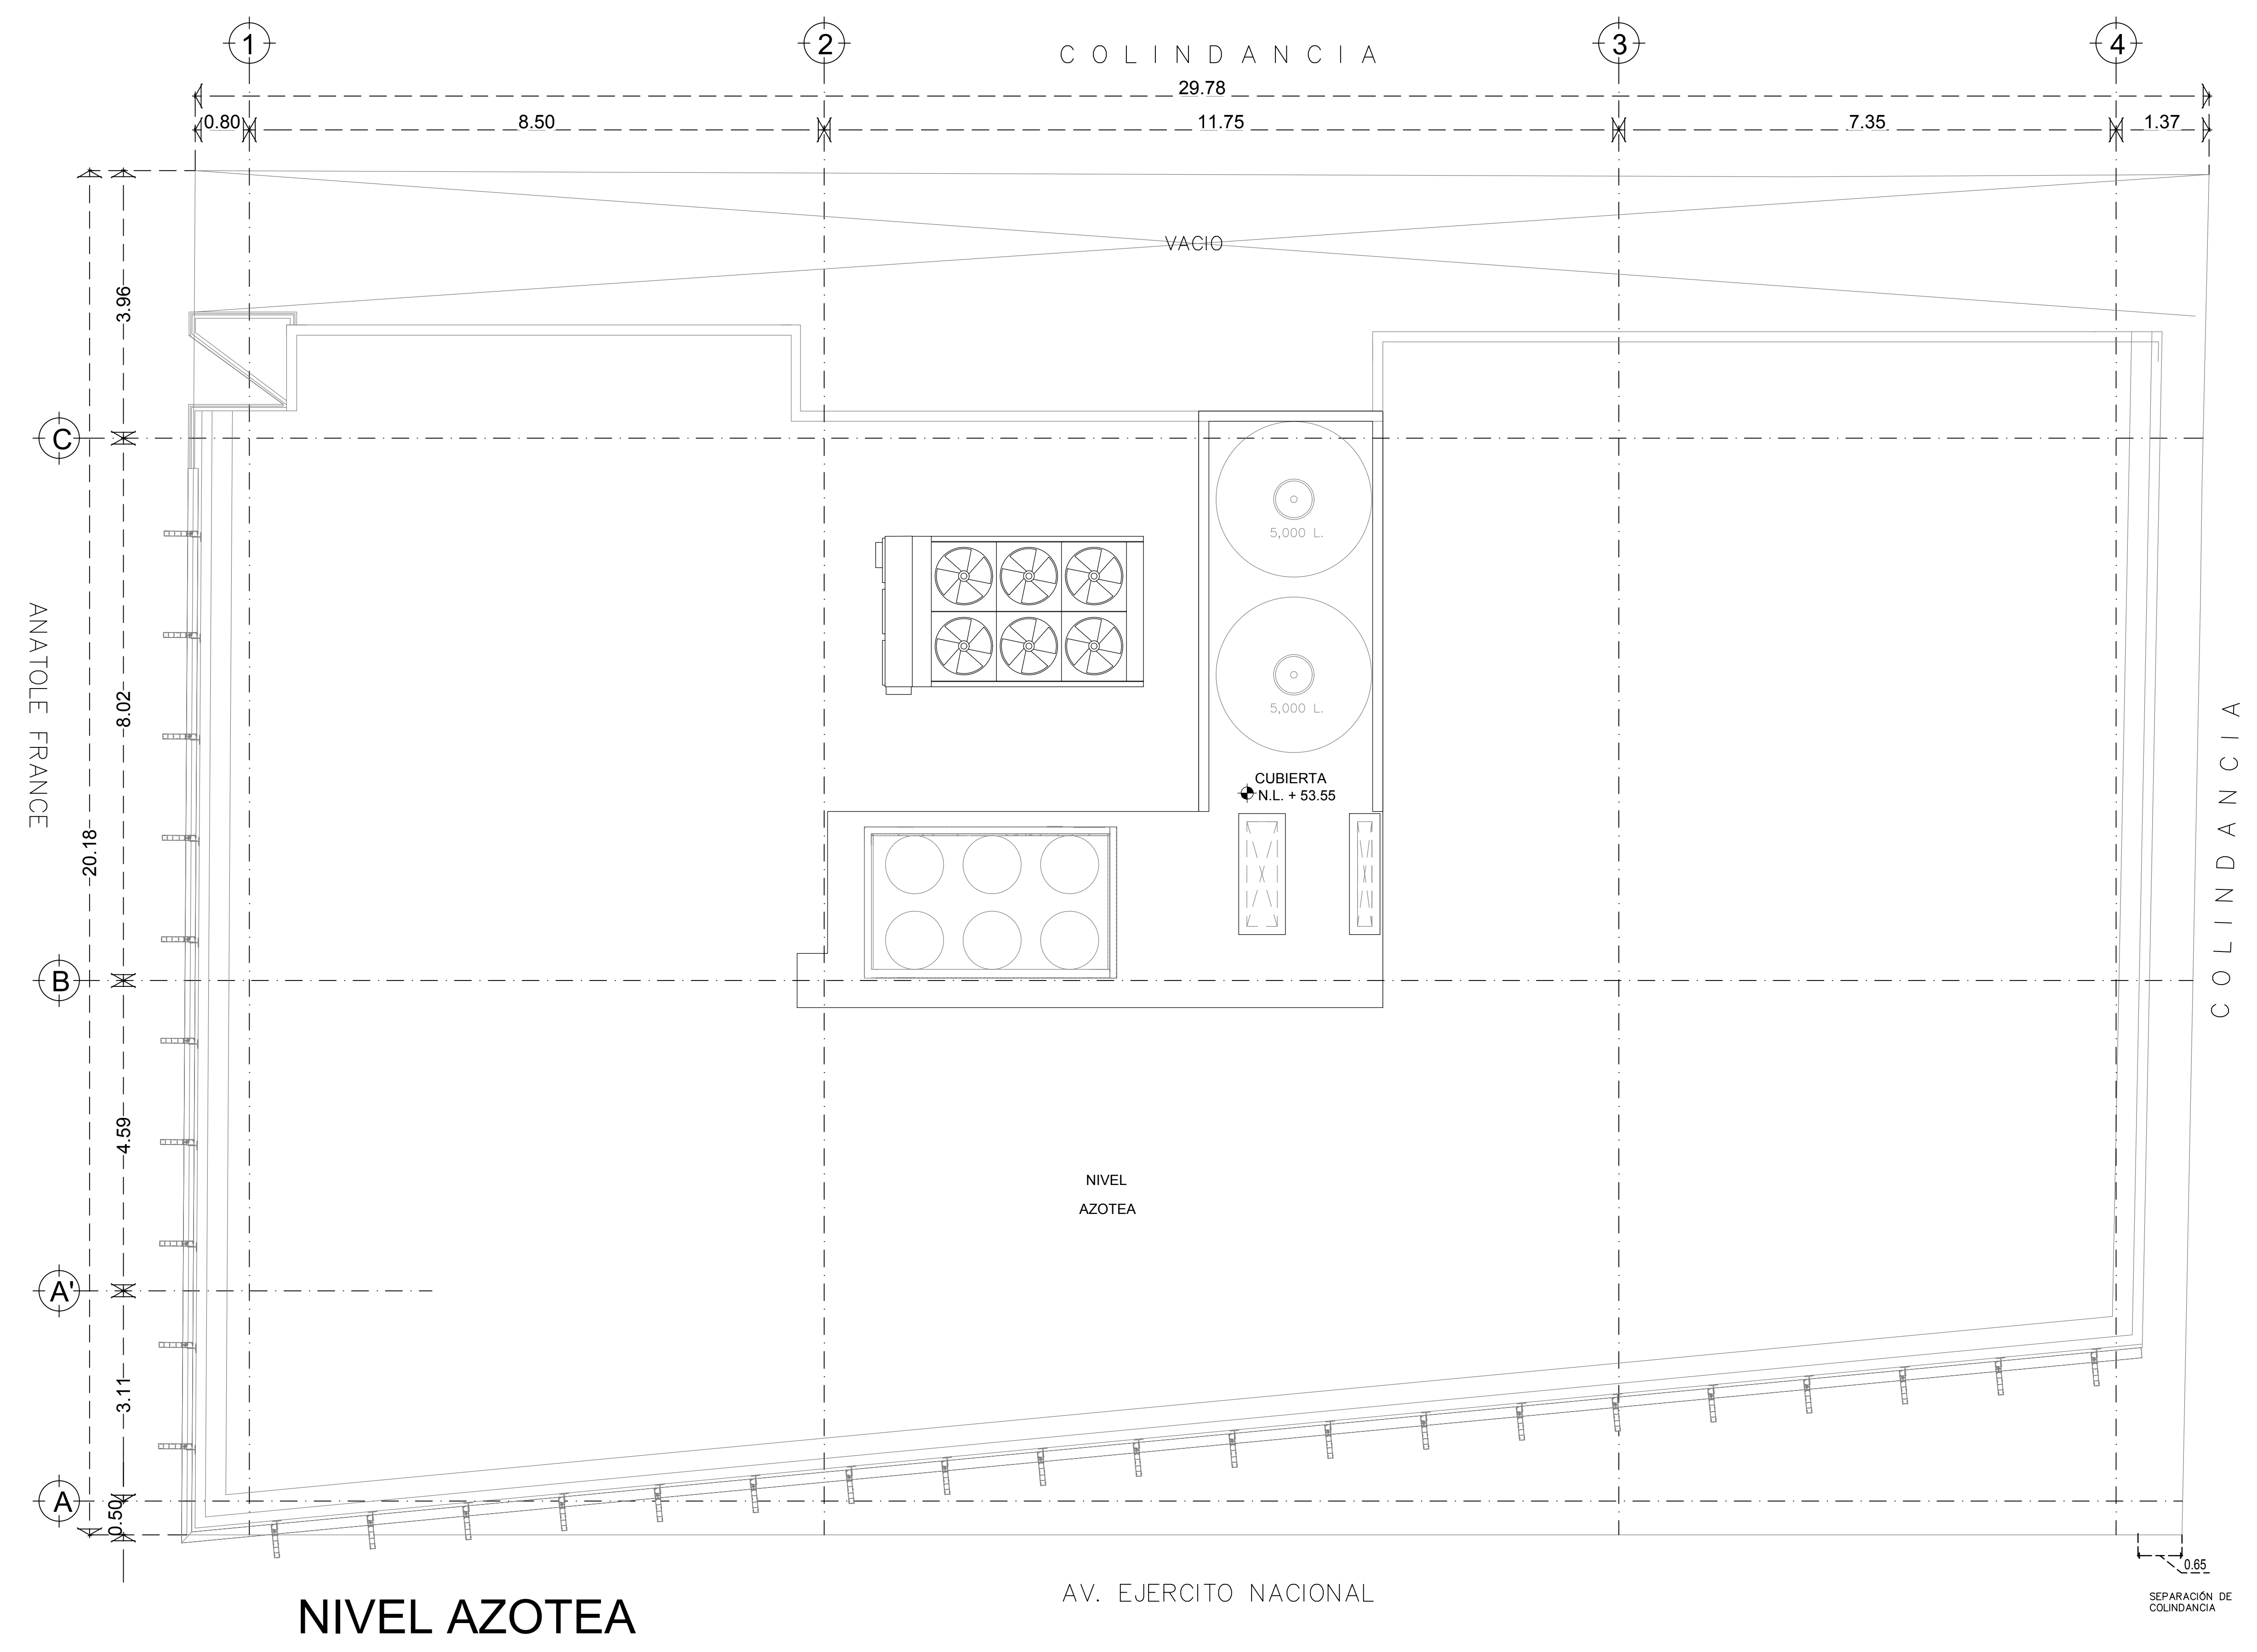 1
2
3
4
C O L I N D A N C I A
29.78
0.80
8.50
11.75
7.35
1.37
VACIO
3.96
C
5,000 L.
5,000 L.
8.02
ANATOLE FRANCE
CUBIERTA
N.L. + 53.55
C O L I N D A N C I A
20.18
B
4.59
NIVEL
AZOTEA
A'
3.11
A
0.50
0.65
SEPARACIÓN DE
COLINDANCIA
AV. EJERCITO NACIONAL
NIVEL AZOTEA